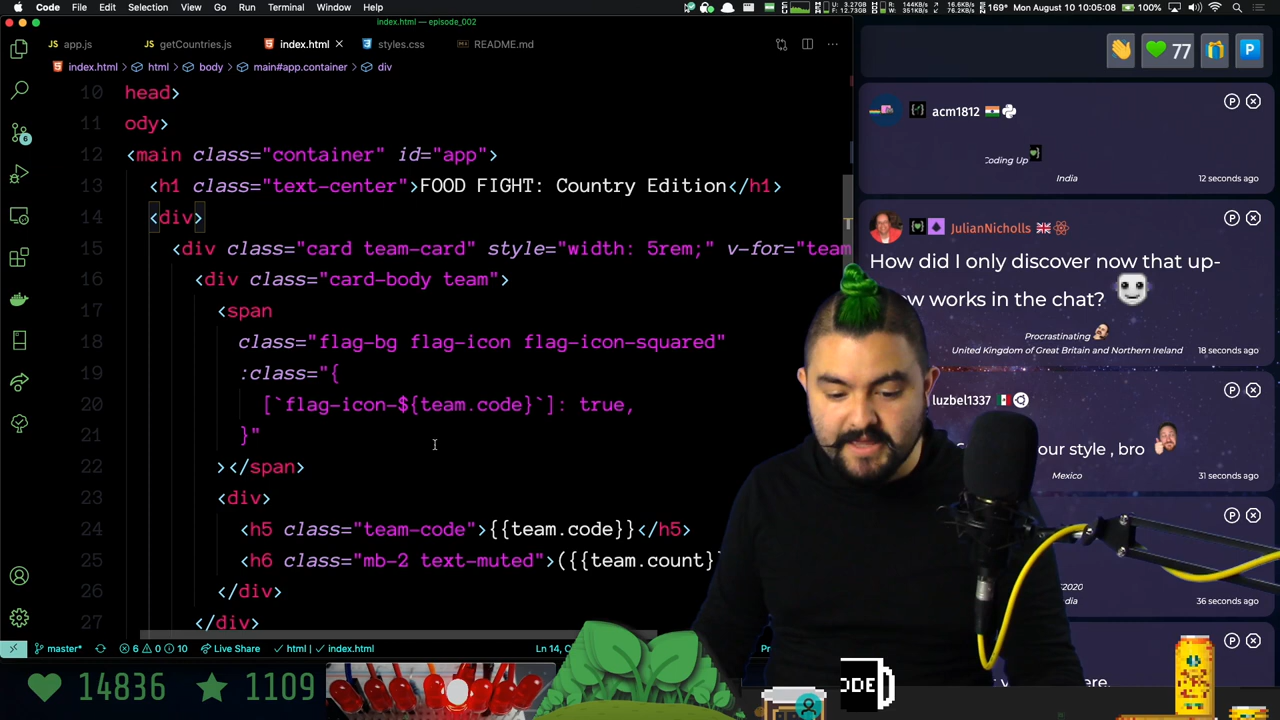 Code File Edit Selection View Go Run Terminal Window Help
169° Mon August 10 10:05:08 100%
index.html — episode_002
app.js getCountries.js index.html styles.css README.md
index.html > html > body > main#app.container > div
10 head>
11 ody>
12 <main class="container" id="app">
13 <h1 class="text-center">FOOD FIGHT: Country Edition</h1>
14 <div>
15 <div class="card team-card" style="width: 5rem;" v-for="team
16 <div class="card-body team">
17 <span
18 class="flag-bg flag-icon flag-icon-squared"
19 :class="{
20 [`flag-icon-${team.code}`]: true,
21 }"
22 ></span>
23 <div>
24 <h5 class="team-code">{{team.code}}</h5>
25 <h6 class="mb-2 text-muted">({{team.count}
26 </div>
27 </div>
master* 6 0 10 Live Share html index.html Ln 14,
14836 1109
77 P
acm1812
Coding Up
India
12 seconds ago
JulianNicholls
How did I only discover now that up-
works in the chat?
Procrastinating
United Kingdom of Great Britain and Northern Ireland
18 seconds ago
luzbel1337
our style , bro
Mexico
31 seconds ago
2020
36 seconds ago
here.
ODE